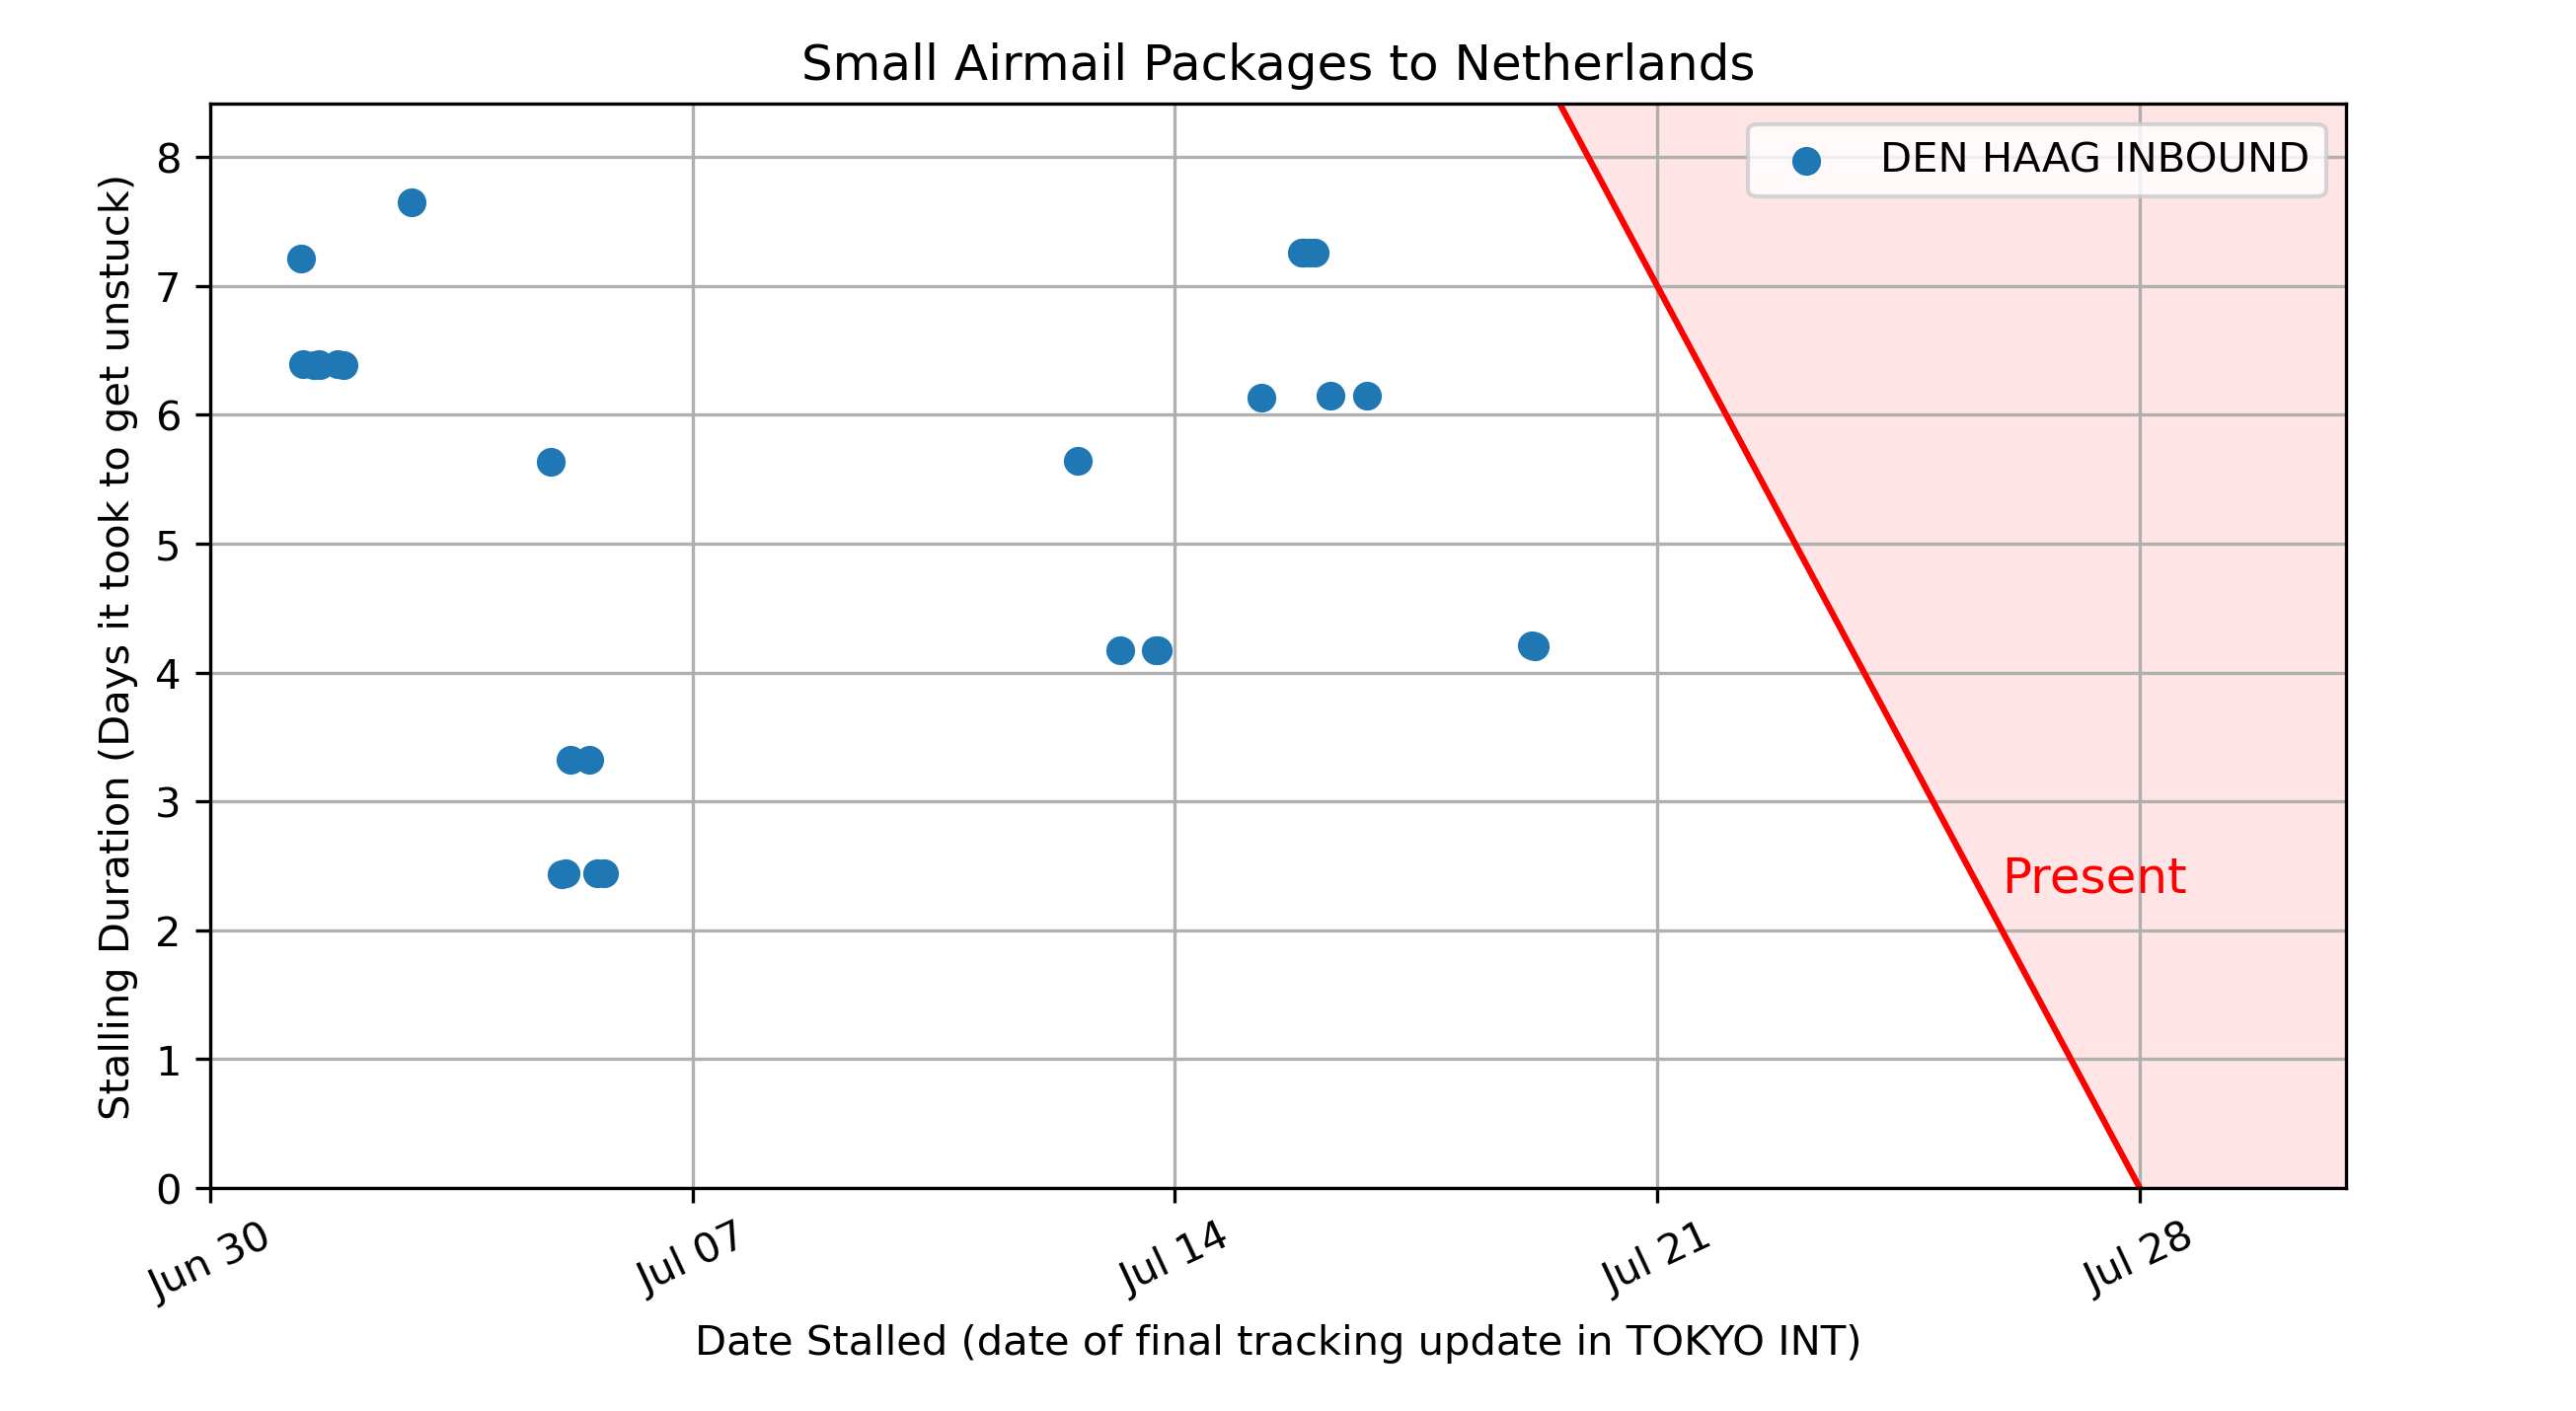 Small Airmail Packages to Netherlands
DEN HAAG INBOUND
Stalling Duration (Days it took to get unstuck)
8
7
6
5
4
3
2
1
0
Present
Jun 30
Jul 07
Jul 14
Jul 21
Jul 28
Date Stalled (date of final tracking update in TOKYO INT)